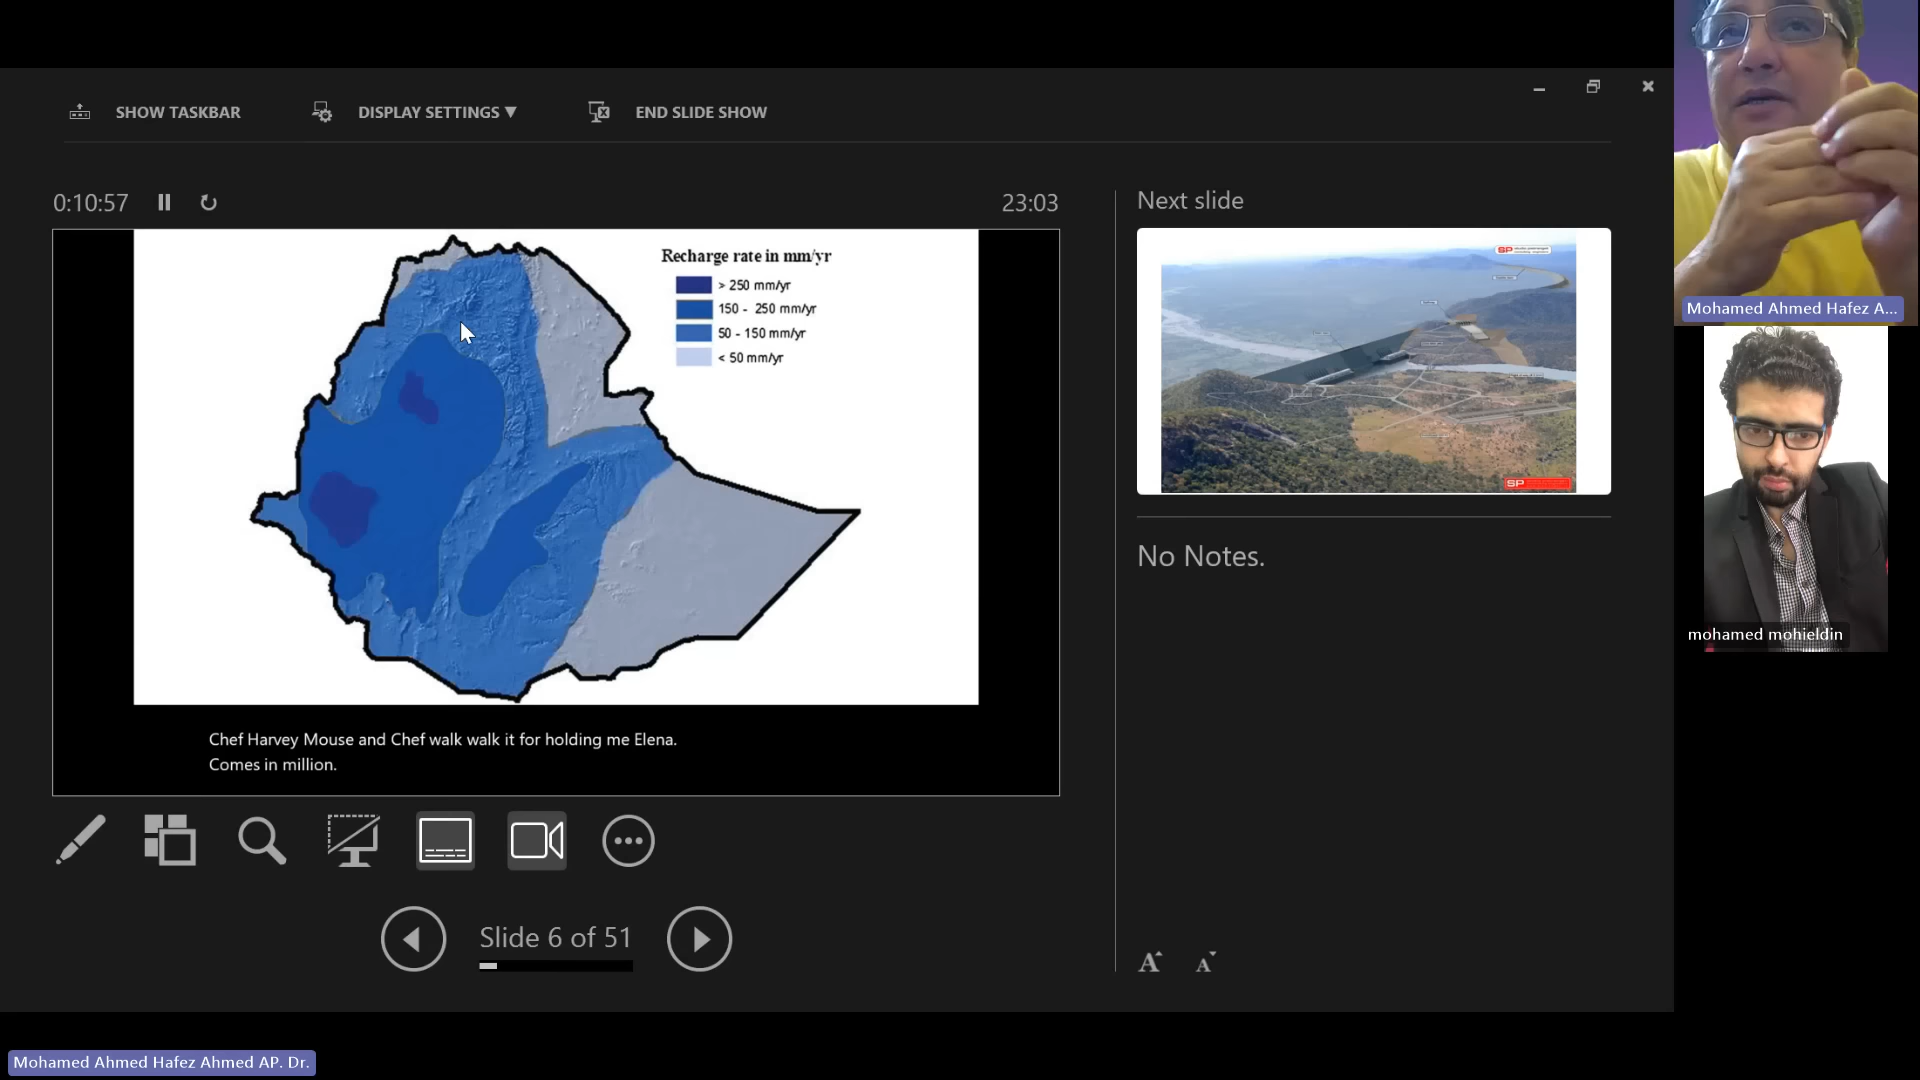 SHOW TASKBAR
DISPLAY SETTINGS ▼
END SLIDE SHOW
0:10:57
23:03
Recharge rate in mm/yr
> 250 mm/yr
150 - 250 mm/yr
50 - 150 mm/yr
< 50 mm/yr
Chef Harvey Mouse and Chef walk walk it for holding me Elena.
Comes in million.
Slide 6 of 51
Next slide
SP
SP
No Notes.
A A
Mohamed Ahmed Hafez A...
mohamed mohieldin
Mohamed Ahmed Hafez Ahmed AP. Dr.